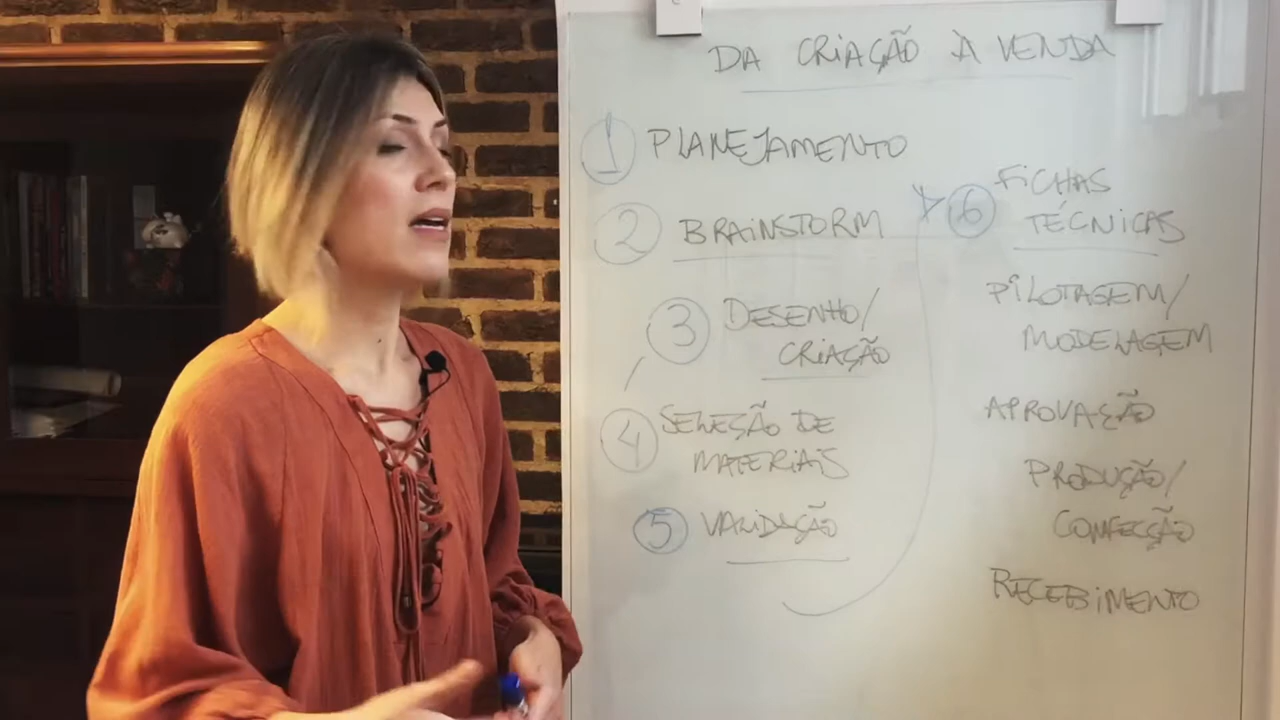 DA CRIAÇÃO À VENDA
1 PLANEJAMENTO
2 BRAINSTORM
3 DESENHO/
CRIAÇÃO
4 SELEÇÃO DE
MATERIAIS
5 VALIDAÇÃO
6 FICHAS
TÉCNICAS
PILOTAGEM/
MODELAGEM
APROVAÇÃO
PRODUÇÃO/
CONFECÇÃO
RECEBIMENTO